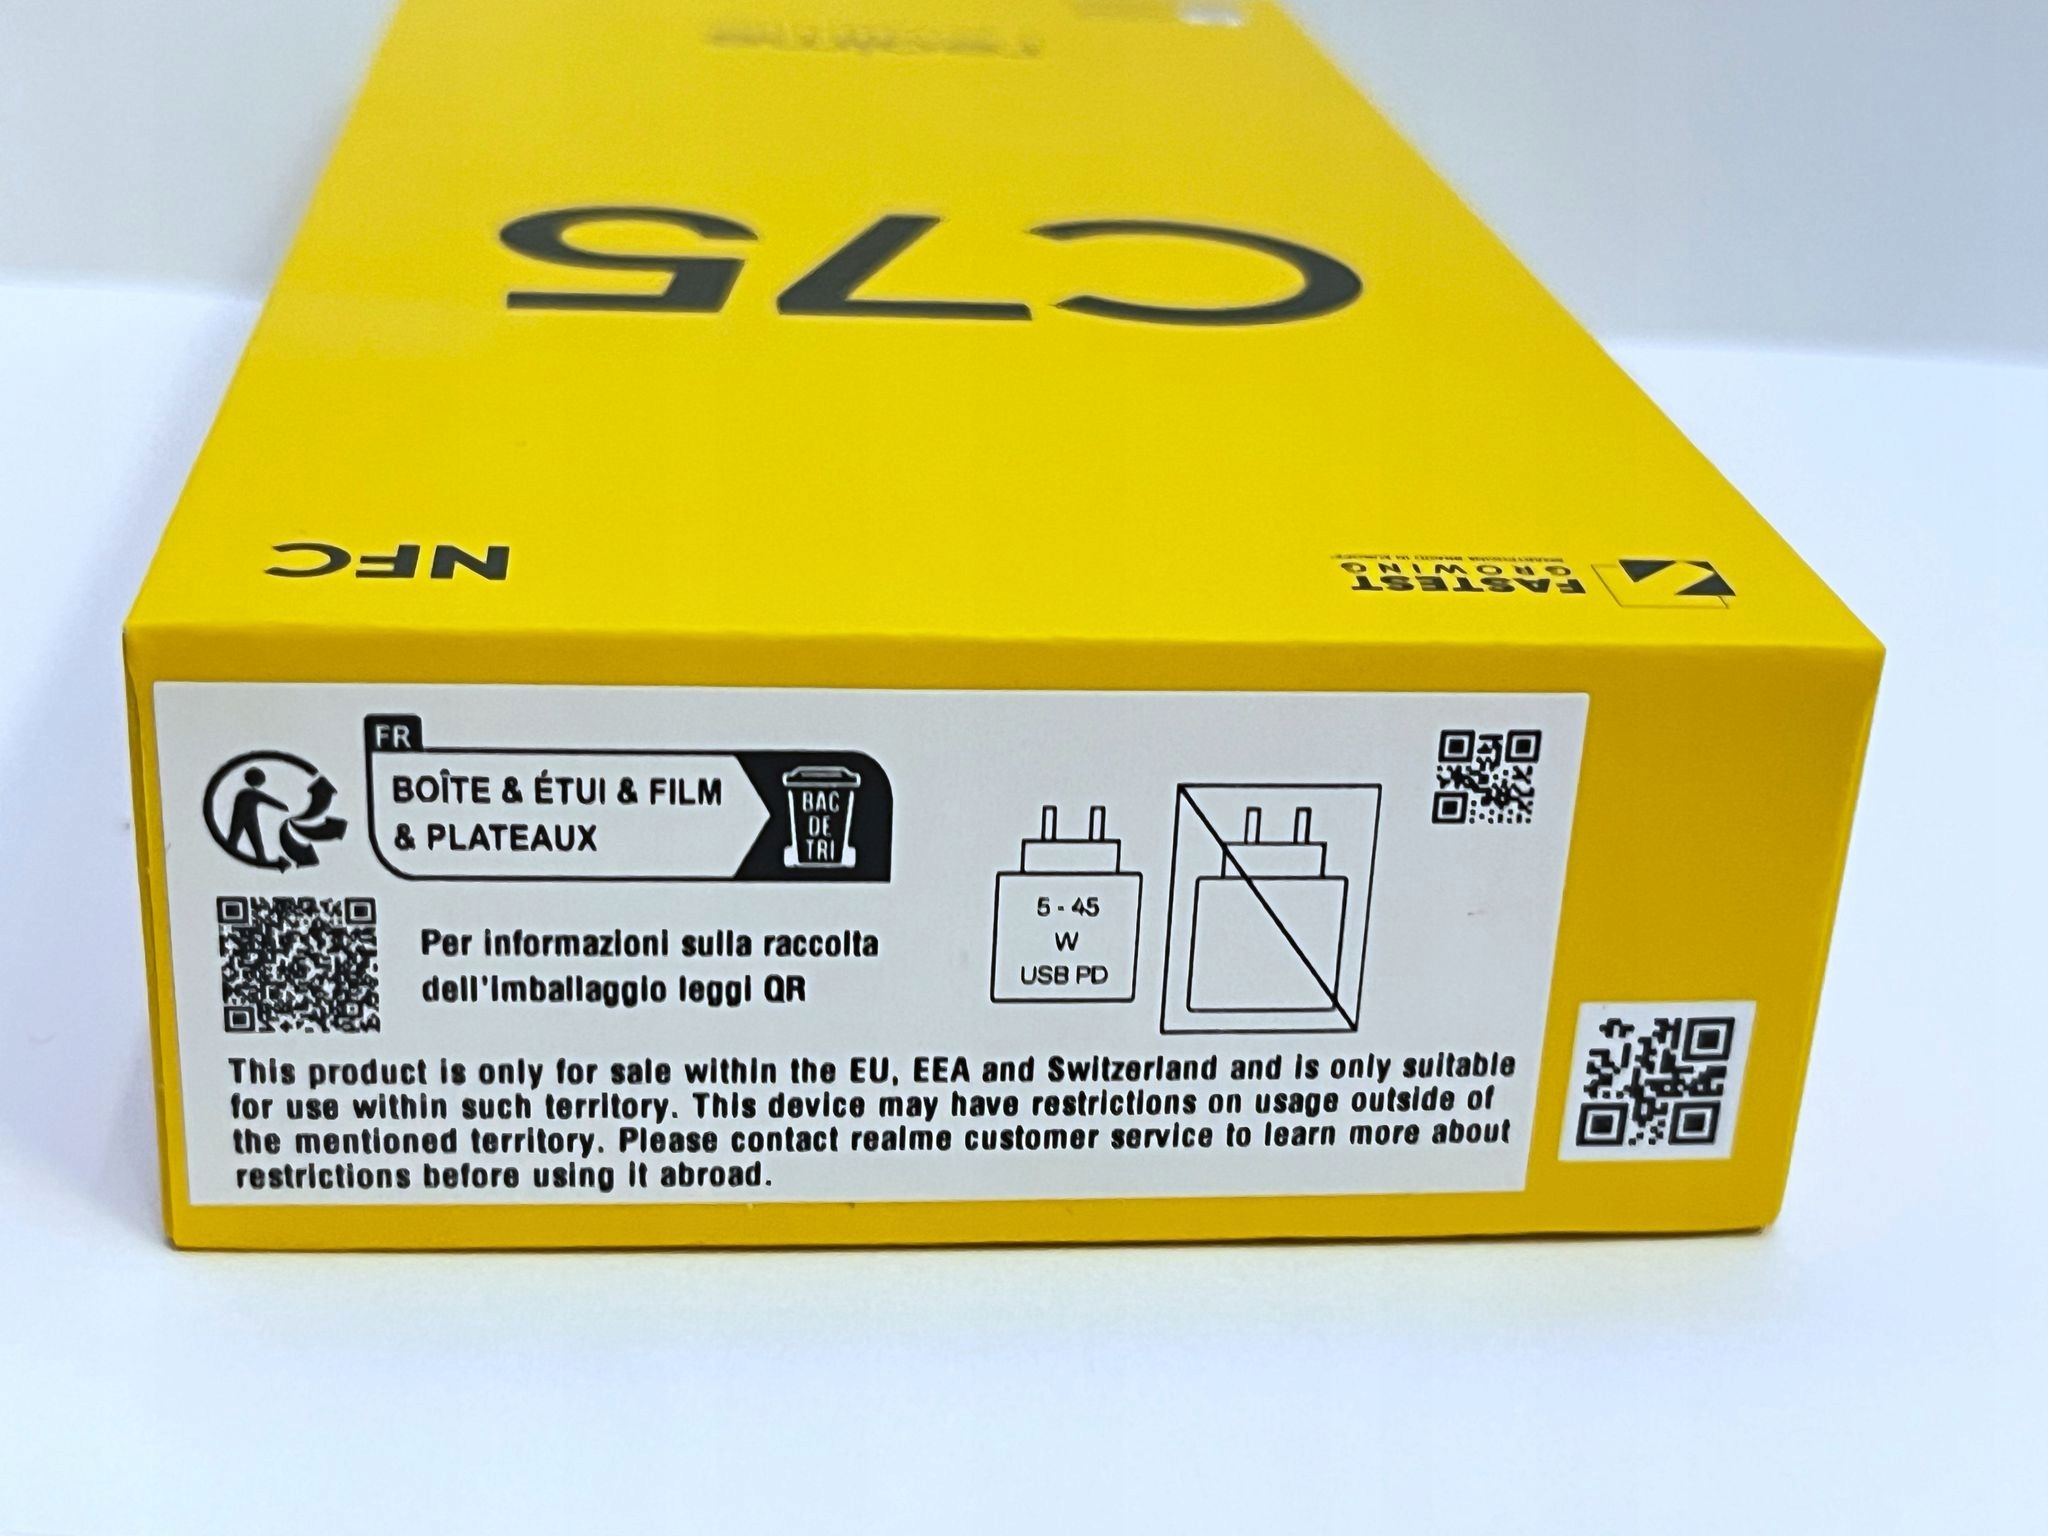 C75
NFC
FASTEST
GROWING
FR
BOÎTE & ÉTUI & FILM
& PLATEAUX
BAC
DE
TRI
Per informazioni sulla raccolta
dell'imballaggio leggi QR
5 - 45
W
USB PD
This product is only for sale within the EU, EEA and Switzerland and is only suitable
for use within such territory. This device may have restrictions on usage outside of
the mentioned territory. Please contact realme customer service to learn more about
restrictions before using it abroad.